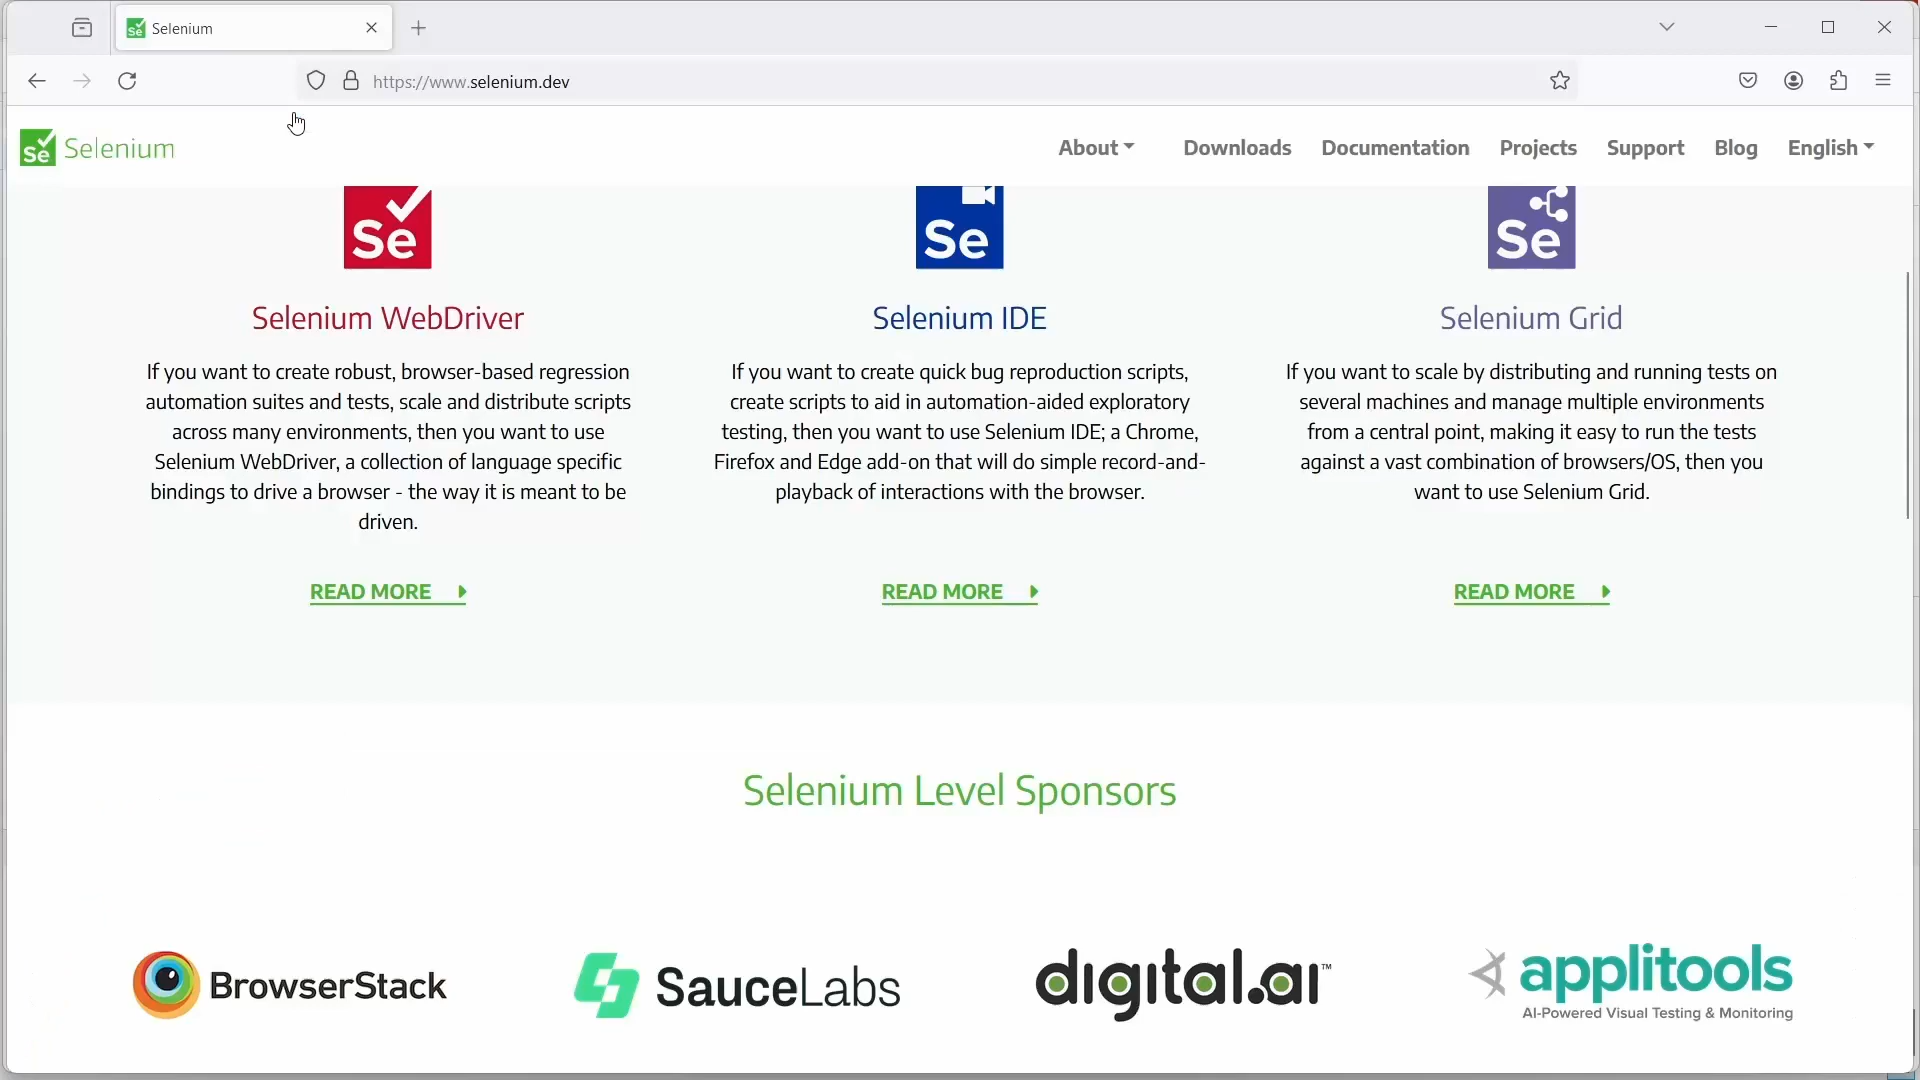 Selenium
https://www.selenium.dev
Se Selenium
About
Downloads
Documentation
Projects
Support
Blog
English
Se
Se
Se
Selenium WebDriver
If you want to create robust, browser-based regression
automation suites and tests, scale and distribute scripts
across many environments, then you want to use
Selenium WebDriver, a collection of language specific
bindings to drive a browser - the way it is meant to be
driven.
READ MORE
Selenium IDE
If you want to create quick bug reproduction scripts,
create scripts to aid in automation-aided exploratory
testing, then you want to use Selenium IDE; a Chrome,
Firefox and Edge add-on that will do simple record-and-
playback of interactions with the browser.
READ MORE
Selenium Grid
If you want to scale by distributing and running tests on
several machines and manage multiple environments
from a central point, making it easy to run the tests
against a vast combination of browsers/OS, then you
want to use Selenium Grid.
READ MORE
Selenium Level Sponsors
BrowserStack
SauceLabs
digital.ai™
applitools
AI-Powered Visual Testing & Monitoring